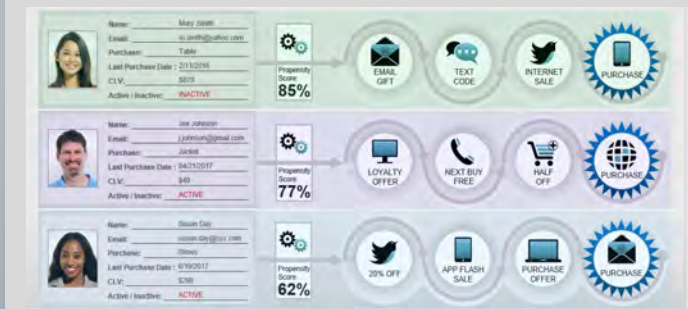 Name: Mary Smith
Email: m.smith@yahoo.com
Purchase: Table
Last Purchase Date : 2/11/2016
CLV: $879
Active / Inactive: INACTIVE
Propensity
Score
85%
EMAIL
GIFT
TEXT
CODE
INTERNET
SALE
PURCHASE
Name: Joe Johnson
Email: j.johnson@gmail.com
Purchase: Jacket
Last Purchase Date : 04/21/2017
CLV: $49
Active / Inactive: ACTIVE
Propensity
Score
77%
LOYALTY
OFFER
NEXT BUY
FREE
HALF
OFF
PURCHASE
Name: Susan Day
Email:
Purchase: Shoes
Last Purchase Date : 6/19/2017
CLV: $298
Active / Inactive: ACTIVE
Propensity
Score
62%
20% OFF
APP FLASH
SALE
PURCHASE
OFFER
PURCHASE